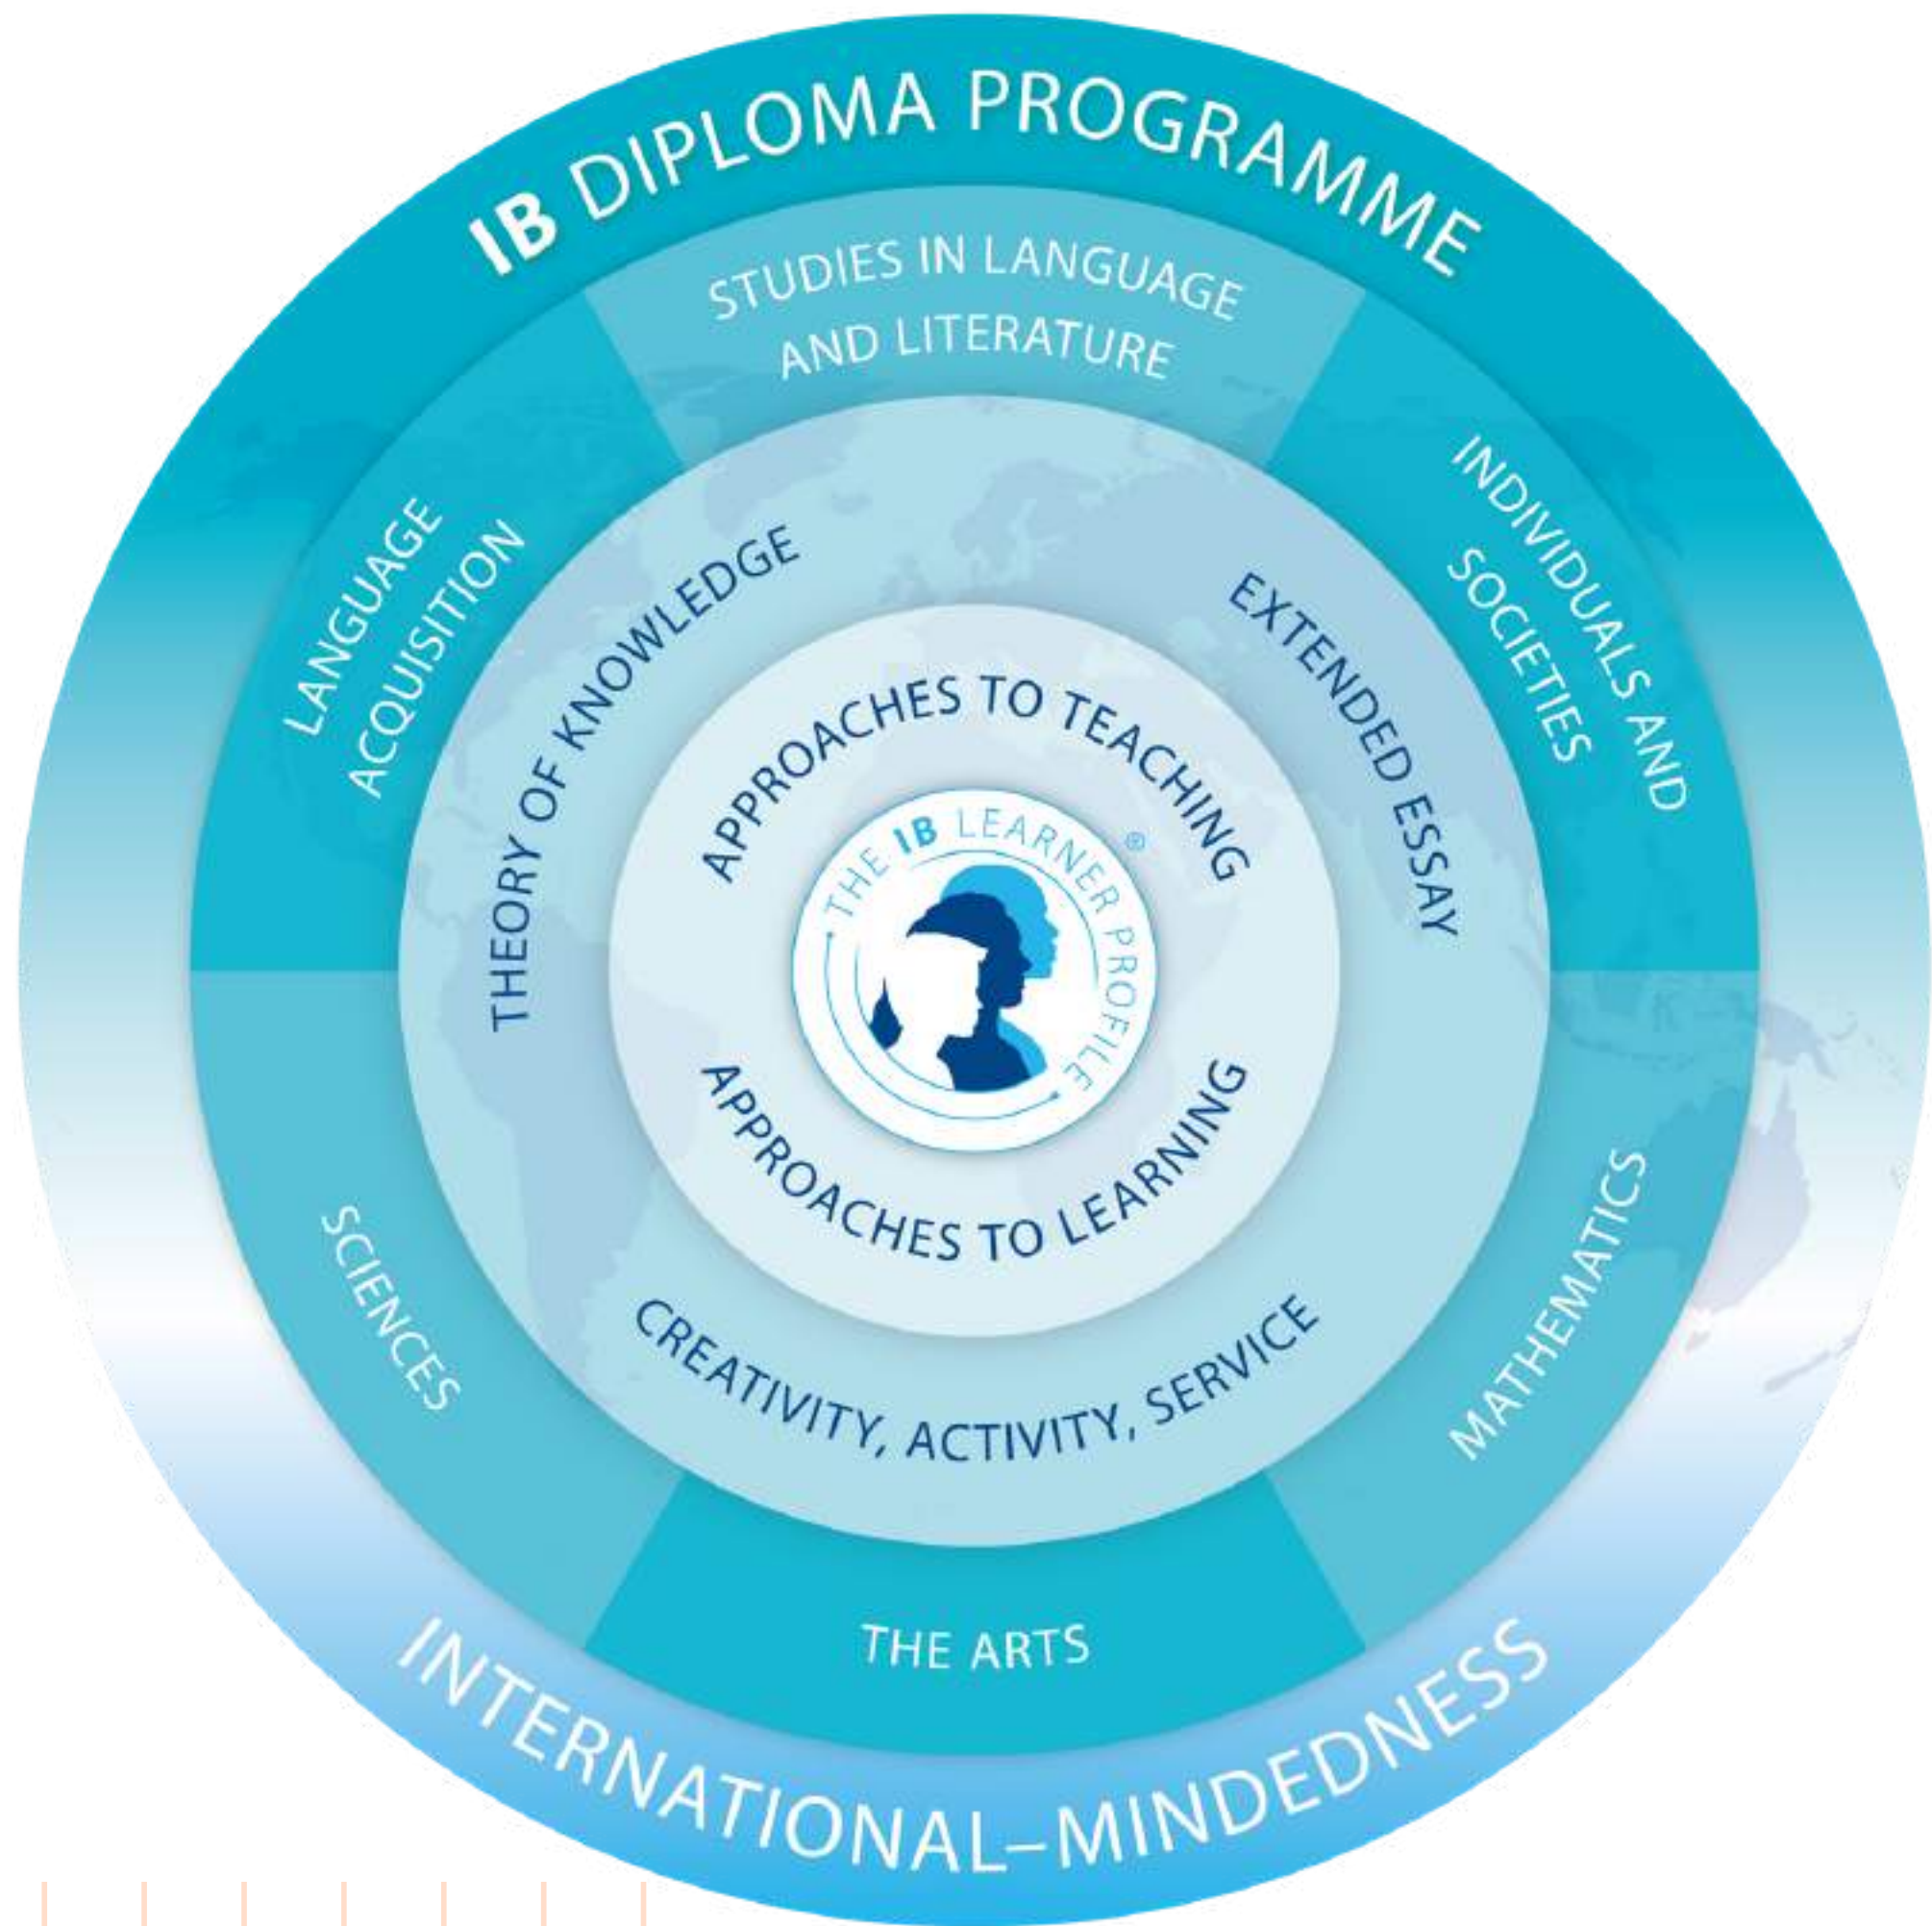 IB DIPLOMA PROGRAMME
STUDIES IN LANGUAGE
AND LITERATURE
LANGUAGE
ACQUISITION
INDIVIDUALS AND
SOCIETIES
THEORY OF KNOWLEDGE
EXTENDED ESSAY
APPROACHES TO TEACHING
THE IB LEARNER PROFILE ®
APPROACHES TO LEARNING
CREATIVITY, ACTIVITY, SERVICE
SCIENCES
MATHEMATICS
THE ARTS
INTERNATIONAL–MINDEDNESS